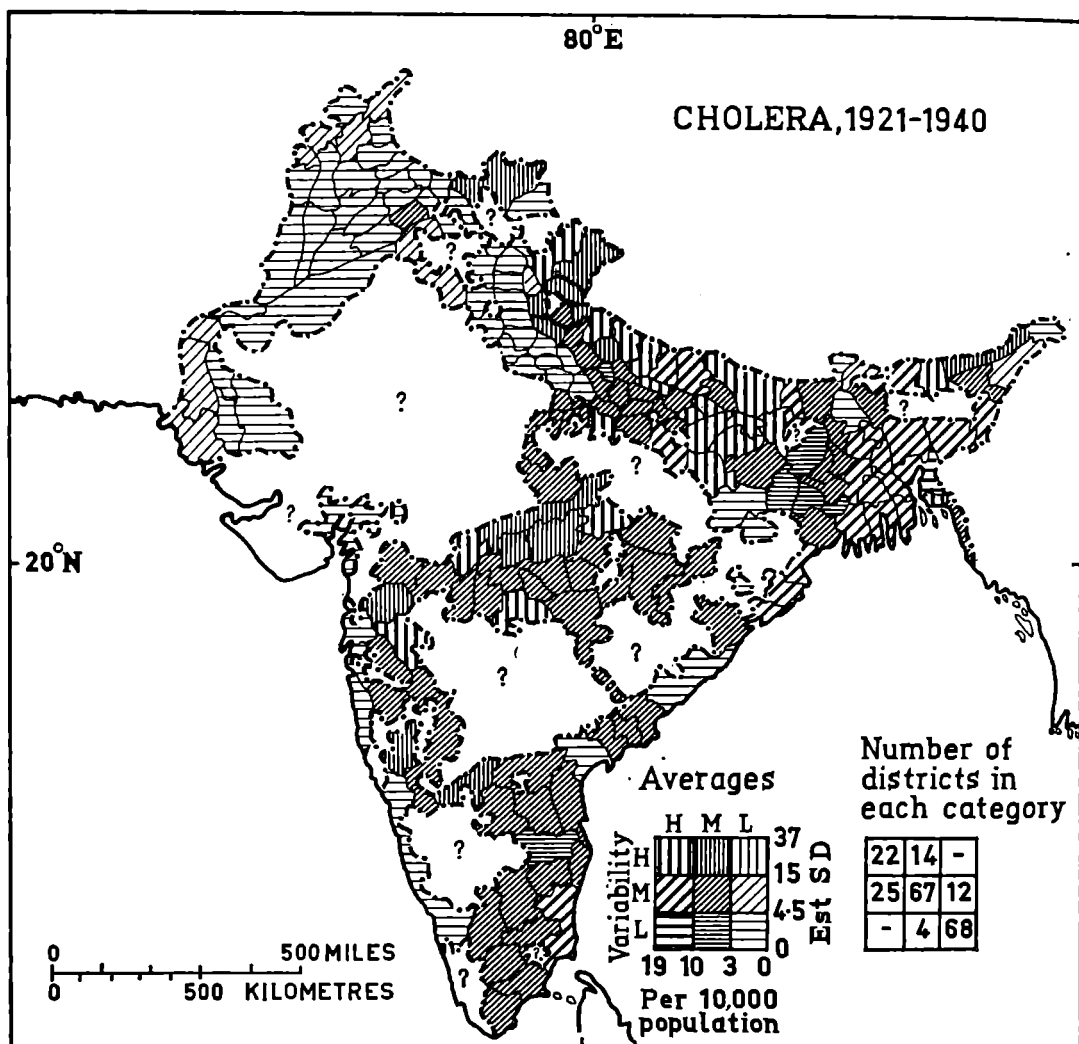 80°E
CHOLERA, 1921-1940
?
?
?
?
?
?
20°N
?
?
?
?
?
?
?
?
Averages
H M L
Variability
H
M
L
37
15
4·5
0
Est SD
19 10 3 0
Per 10,000
population
Number of
districts in
each category
22 14 -
25 67 12
- 4 68
0 500 MILES
0 500 KILOMETRES